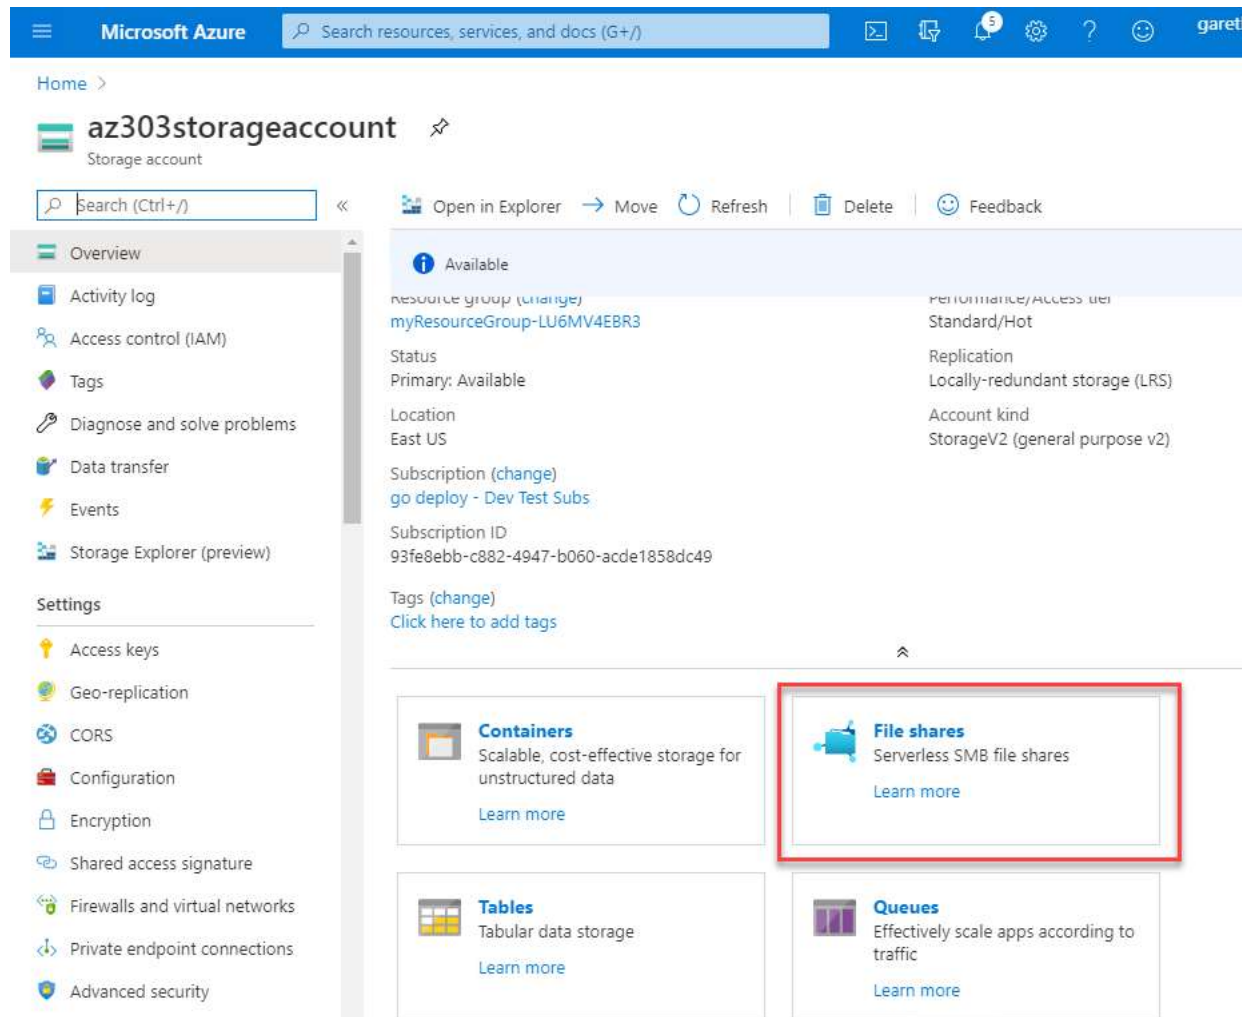 Microsoft Azure
Search resources, services, and docs (G+/)
5
garet
Home >
az303storageaccount
Storage account
Search (Ctrl+/)
«
Open in Explorer
Move
Refresh
Delete
Feedback
Overview
Activity log
Access control (IAM)
Tags
Diagnose and solve problems
Data transfer
Events
Storage Explorer (preview)
Settings
Access keys
Geo-replication
CORS
Configuration
Encryption
Shared access signature
Firewalls and virtual networks
Private endpoint connections
Advanced security
Available
Resource group (change)
myResourceGroup-LU6MV4EBR3
Status
Primary: Available
Location
East US
Subscription (change)
go deploy - Dev Test Subs
Subscription ID
93fe8ebb-c882-4947-b060-acde1858dc49
Tags (change)
Click here to add tags
Performance/Access tier
Standard/Hot
Replication
Locally-redundant storage (LRS)
Account kind
StorageV2 (general purpose v2)
Containers
Scalable, cost-effective storage for
unstructured data
Learn more
File shares
Serverless SMB file shares
Learn more
Tables
Tabular data storage
Learn more
Queues
Effectively scale apps according to
traffic
Learn more